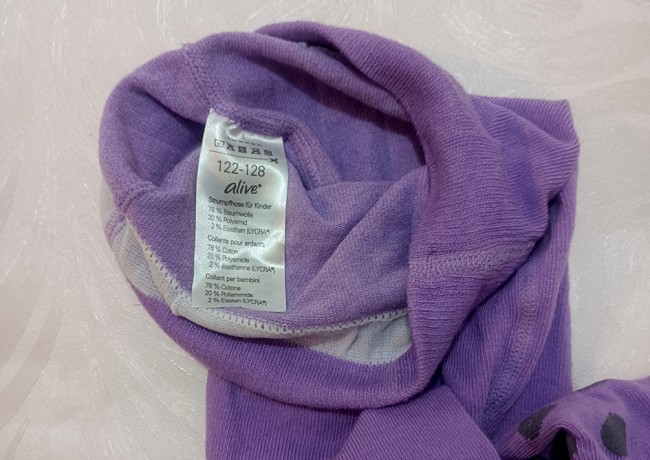 122-128
alive®
Strumpfhose für Kinder
78 % Baumwolle
20 % Polyamid
2 % Elasthan (LYCRA®)
Collants pour enfants
78 % Coton
20 % Polyamide
2 % élasthanne (LYCRA®)
Collant per bambini
78 % Cotone
20 % Poliammide
2 % Elastan (LYCRA®)